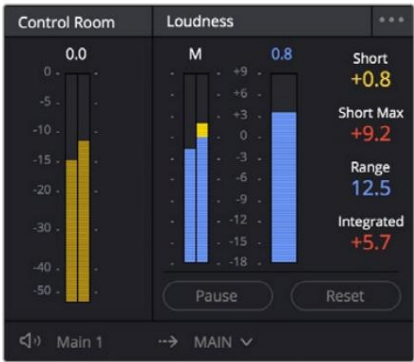 Control Room
Loudness
0.0
M
0.8
0
-5
-10
-15
-20
-30
-40
-50
+9
+6
+3
0
-3
-6
-9
-12
-15
-18
Short
+0.8
Short Max
+9.2
Range
12.5
Integrated
+5.7
Pause
Reset
Main 1
MAIN